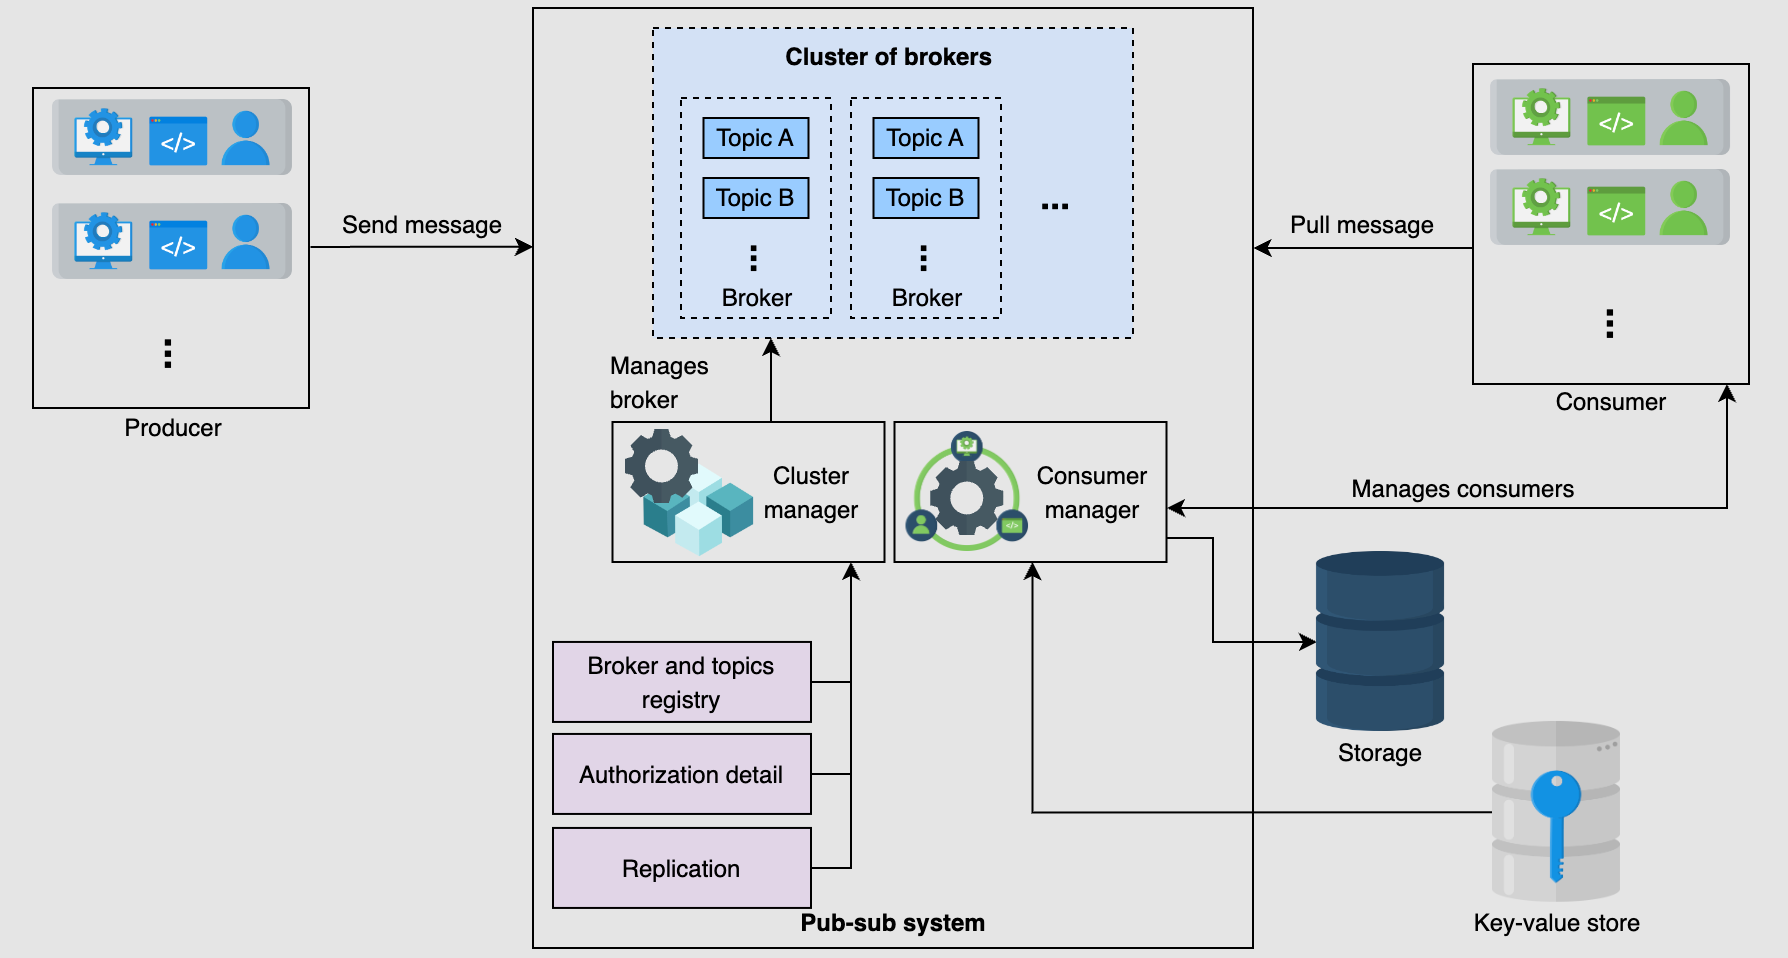 Cluster of brokers
Topic A
Topic B
Broker
Topic A
Topic B
Broker
...
</>
</>
Producer
Send message
</>
</>
Consumer
Pull message
Manages
broker
Cluster
manager
</>
Consumer
manager
Manages consumers
Broker and topics
registry
Authorization detail
Replication
Pub-sub system
Storage
Key-value store